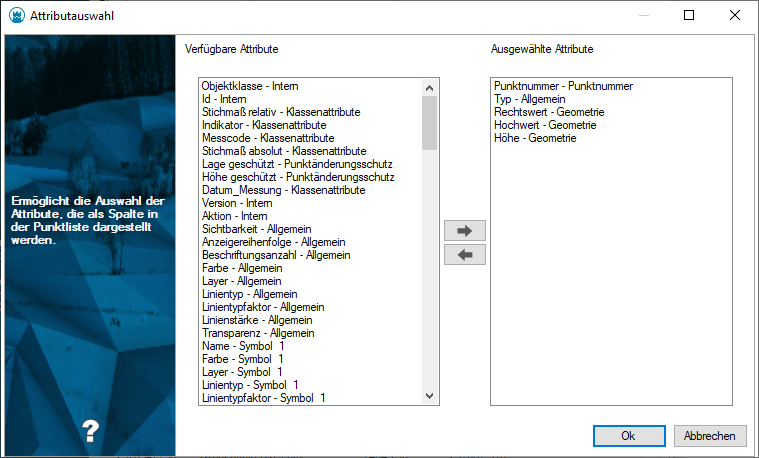 Attributauswahl
Verfügbare Attribute
Objektklasse - Intern
Id - Intern
Stichmaß relativ - Klassenattribute
Indikator - Klassenattribute
Messcode - Klassenattribute
Stichmaß absolut - Klassenattribute
Lage geschützt - Punktänderungsschutz
Höhe geschützt - Punktänderungsschutz
Datum_Messung - Klassenattribute
Version - Intern
Aktion - Intern
Sichtbarkeit - Allgemein
Anzeigereihenfolge - Allgemein
Beschriftungsanzahl - Allgemein
Farbe - Allgemein
Layer - Allgemein
Linientyp - Allgemein
Linientypfaktor - Allgemein
Linienstärke - Allgemein
Transparenz - Allgemein
Name - Symbol 1
Farbe - Symbol 1
Layer - Symbol 1
Linientyp - Symbol 1
Linientypfaktor - Symbol 1
Ausgewählte Attribute
Punktnummer - Punktnummer
Typ - Allgemein
Rechtswert - Geometrie
Hochwert - Geometrie
Höhe - Geometrie
Ermöglicht die Auswahl der
Attribute, die als Spalte in
der Punktliste dargestellt
werden.
?
Ok
Abbrechen